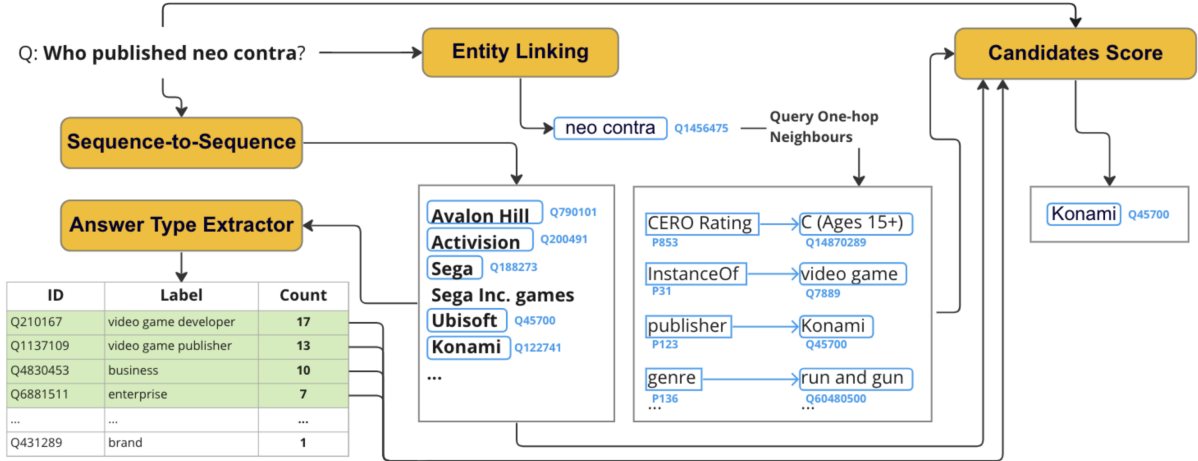 Q: Who published neo contra?
Entity Linking
Candidates Score
neo contra Q1456475
Query One-hop
Neighbours
Sequence-to-Sequence
Answer Type Extractor
Avalon Hill Q790101
Activision Q200491
Sega Q188273
Sega Inc. games
Ubisoft Q45700
Konami Q122741
...
CERO Rating C (Ages 15+)
P853 Q14870289
InstanceOf video game
P31 Q7889
publisher Konami
P123 Q45700
genre run and gun
P136 Q60480500
... ...
Konami Q45700
ID Label Count
Q210167 video game developer 17
Q1137109 video game publisher 13
Q4830453 business 10
Q6881511 enterprise 7
... ... ...
Q431289 brand 1